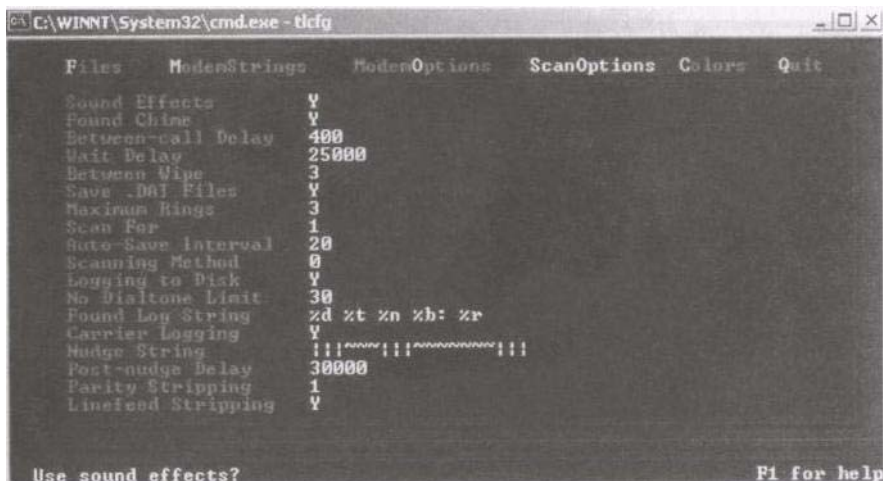 C:\WINNT\System32\cmd.exe - tlcfg
Files ModemStrings ModemOptions ScanOptions Colors Quit
Sound Effects Y
Found Chime Y
Between-call Delay 400
Wait Delay 25000
Between Wipe 3
Save .DAT Files Y
Maximum Rings 3
Scan For 1
Auto-Save Interval 20
Scanning Method 0
Logging to Disk Y
No Dialtone Limit 30
Found Log String %d %t %n %b: %r
Carrier Logging Y
Nudge String ¦¦¦~~~¦¦¦~~~~~~~~¦¦¦
Post-nudge Delay 30000
Parity Stripping 1
Linefeed Stripping Y
Use sound effects? F1 for help